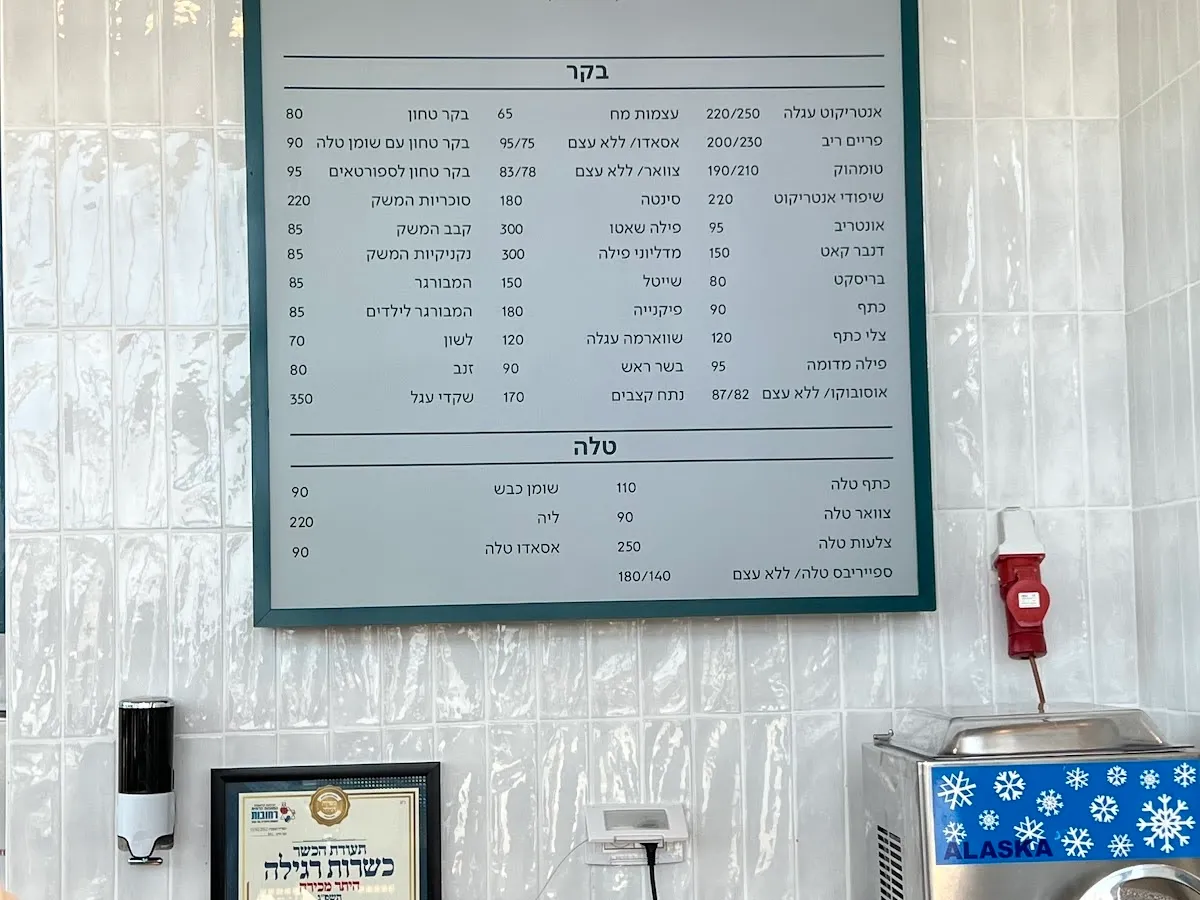 בקר
אנטריקוט עגלה 220/250 עצמות מח 65 בקר טחון 80
פריים ריב 200/230 אסאדו/ ללא עצם 95/75 בקר טחון עם שומן טלה 90
טומהוק 190/210 צוואר/ ללא עצם 83/78 בקר טחון לספורטאים 95
שיפודי אנטריקוט 220 סינטה 180 סוכריות המשק 220
אונטריב 95 פילה שאטו 300 קבב המשק 85
דנבר קאט 150 מדליוני פילה 300 נקניקיות המשק 85
בריסקט 80 שייטל 150 המבורגר 85
כתף 90 פיקנייה 180 המבורגר לילדים 85
צלי כתף 120 שווארמה עגלה 120 לשון 70
פילה מדומה 95 בשר ראש 90 זנב 80
אוסובוקו/ ללא עצם 87/82 נתח קצבים 170 שקדי עגל 350
טלה
כתף טלה 110 שומן כבש 90
צוואר טלה 90 ליה 220
צלעות טלה 250 אסאדו טלה 90
ספייריבס טלה/ ללא עצם 180/140
רחובות
תעודת הכשר
כשרות רגילה
היתר מכירה
ALASKA